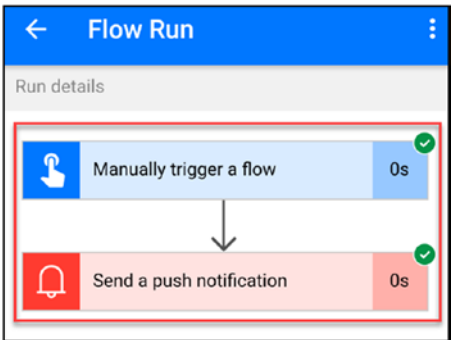 Flow Run
Run details
Manually trigger a flow
0s
Send a push notification
0s